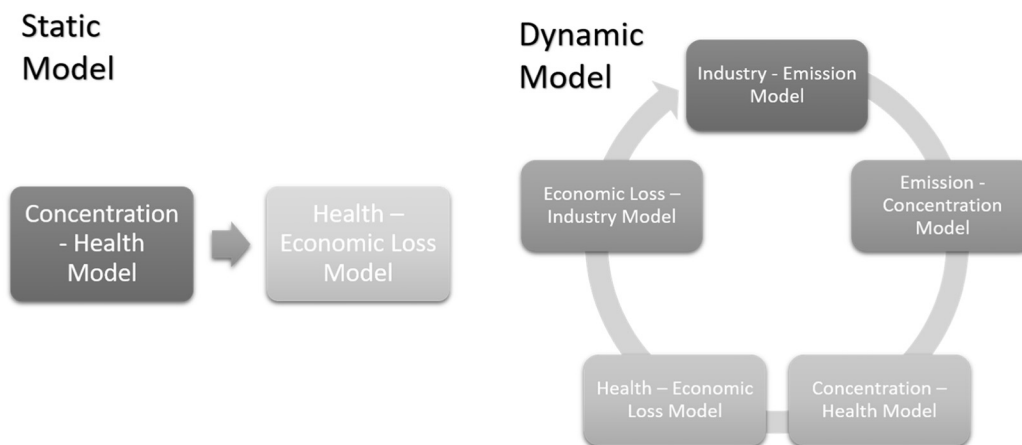 Static
Model
Concentration
- Health
Model
Health –
Economic Loss
Model
Dynamic
Model
Industry - Emission
Model
Emission -
Concentration
Model
Concentration –
Health Model
Health – Economic
Loss Model
Economic Loss –
Industry Model